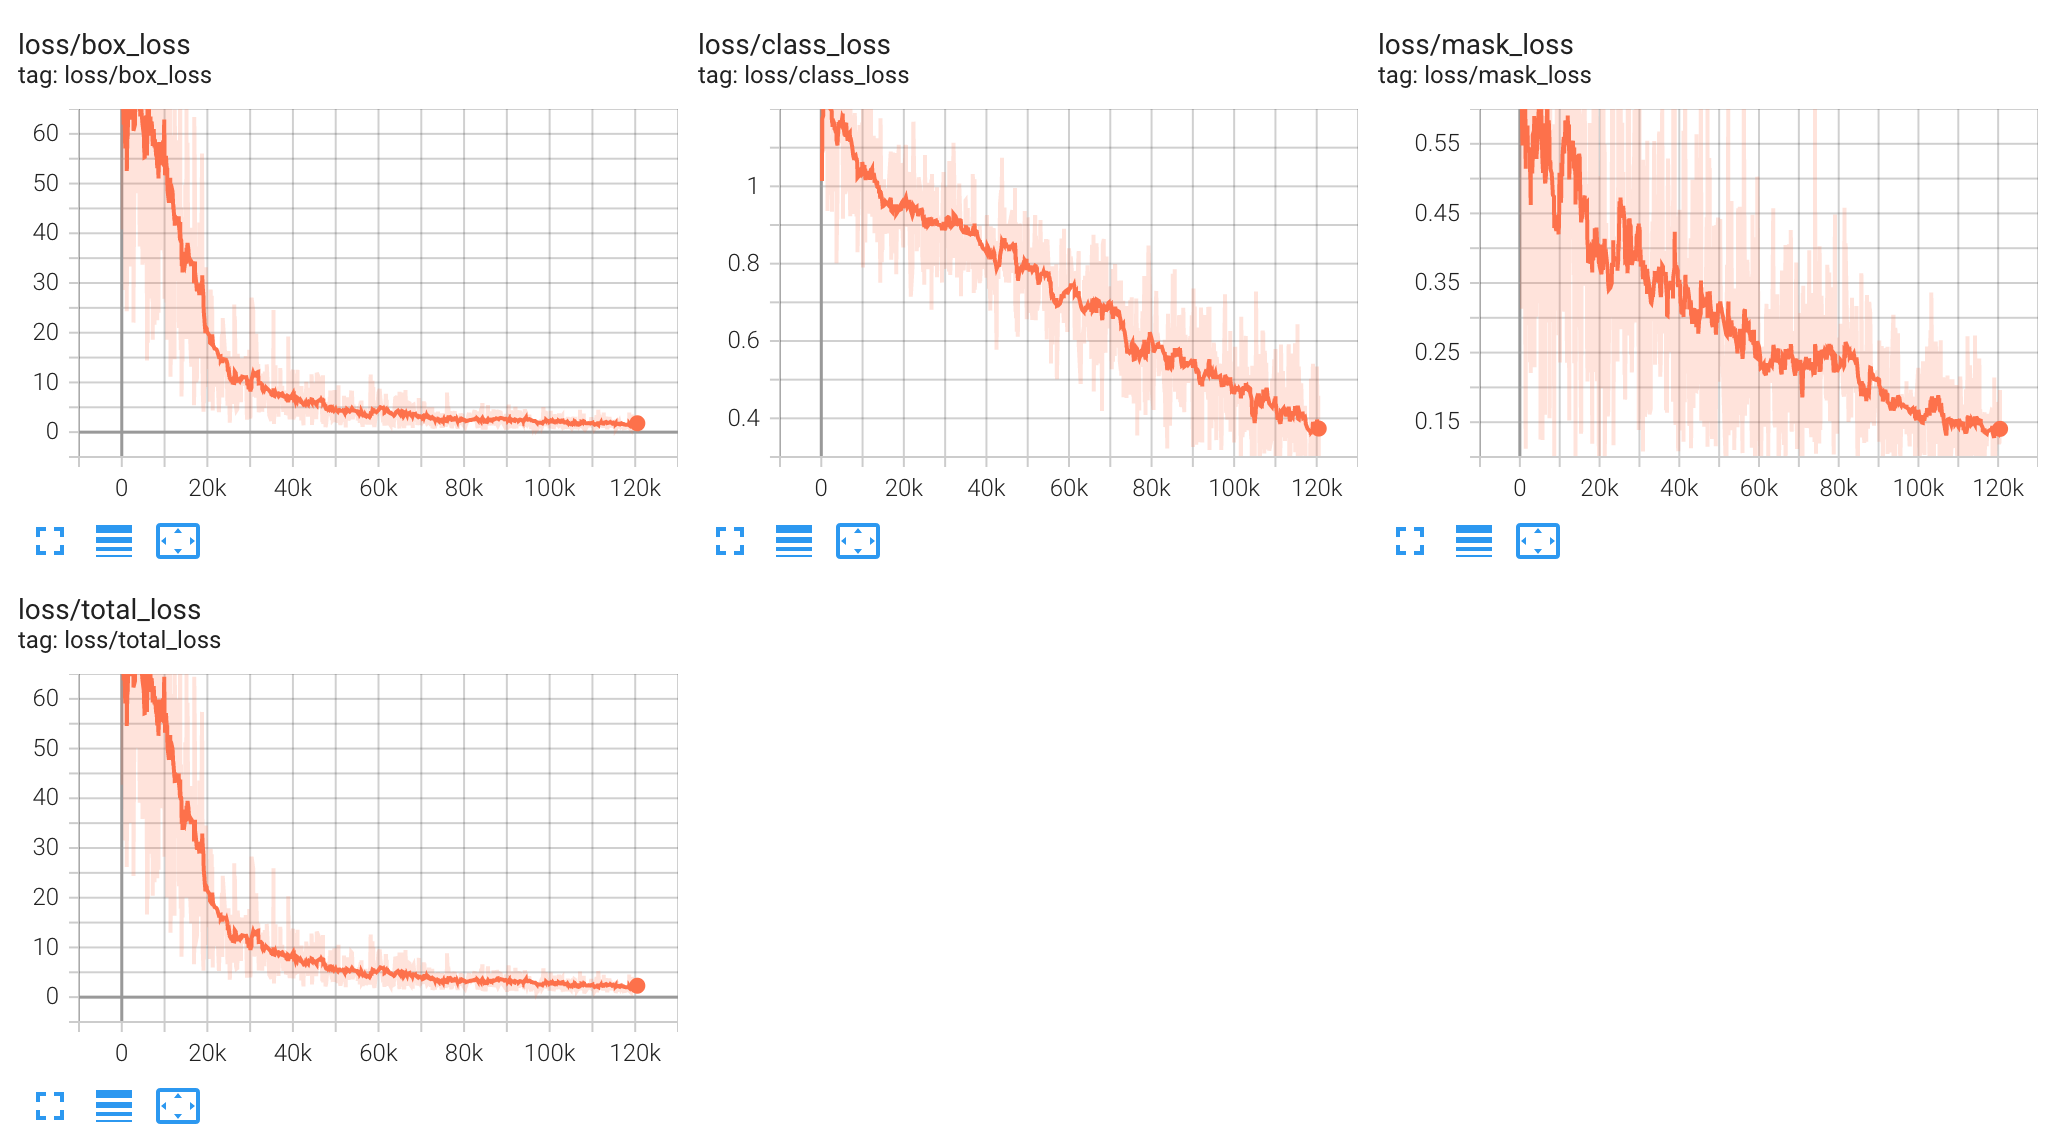 loss/box_loss
tag: loss/box_loss
60
50
40
30
20
10
0
0 20k 40k 60k 80k 100k 120k
loss/class_loss
tag: loss/class_loss
1
0.8
0.6
0.4
0 20k 40k 60k 80k 100k 120k
loss/mask_loss
tag: loss/mask_loss
0.55
0.45
0.35
0.25
0.15
0 20k 40k 60k 80k 100k 120k
loss/total_loss
tag: loss/total_loss
60
50
40
30
20
10
0
0 20k 40k 60k 80k 100k 120k